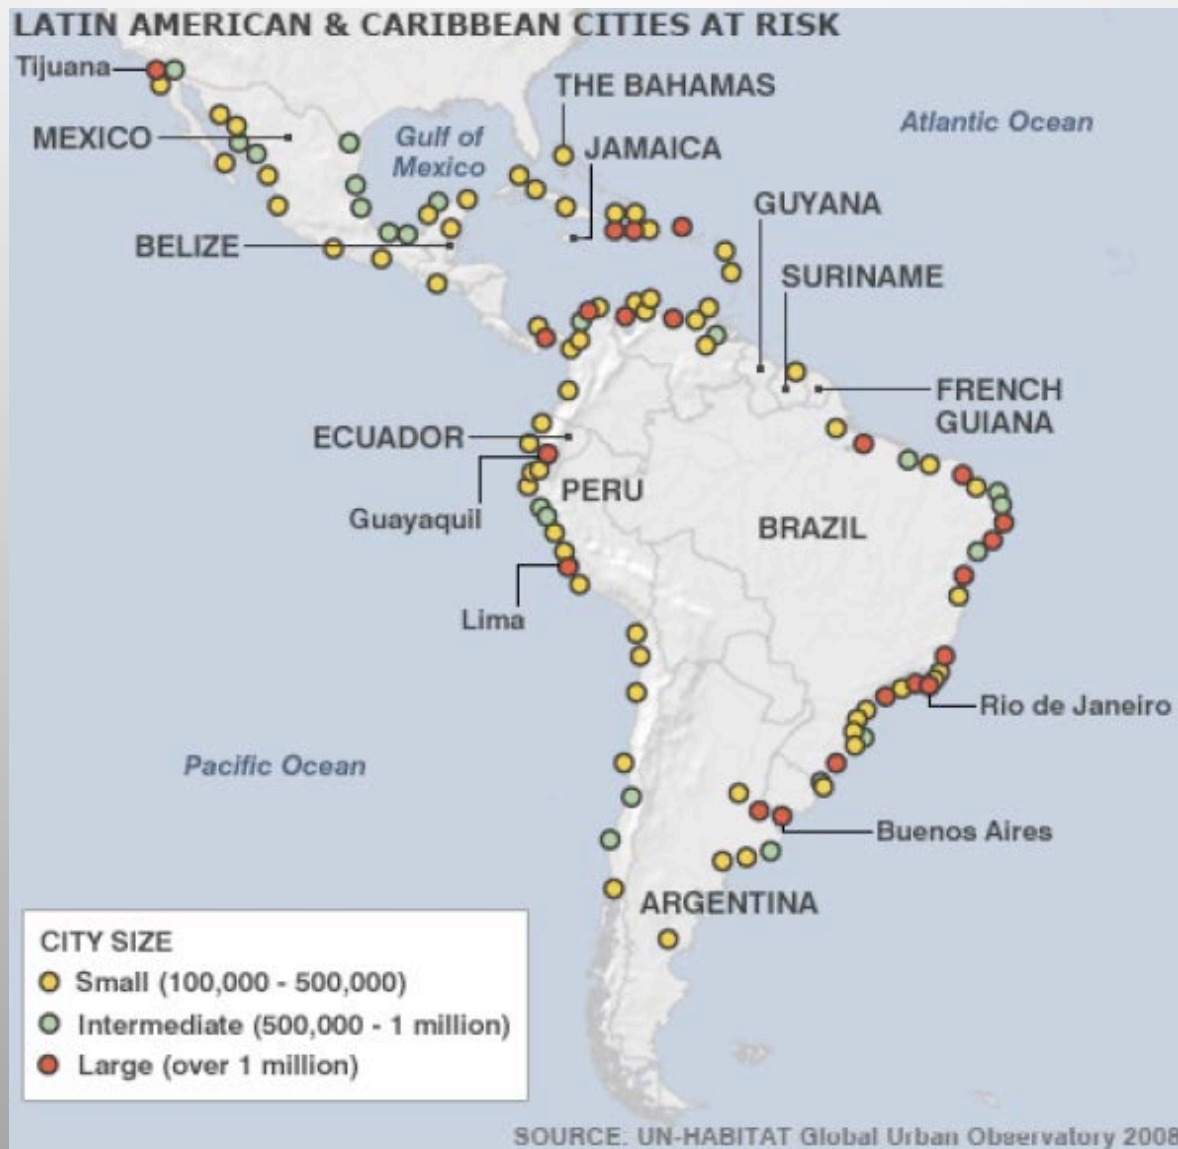 LATIN AMERICAN & CARIBBEAN CITIES AT RISK
Tijuana
THE BAHAMAS
Atlantic Ocean
MEXICO
Gulf of
Mexico
JAMAICA
GUYANA
BELIZE
SURINAME
FRENCH
GUIANA
ECUADOR
PERU
Guayaquil
BRAZIL
Lima
Rio de Janeiro
Pacific Ocean
Buenos Aires
ARGENTINA
CITY SIZE
Small (100,000 - 500,000)
Intermediate (500,000 - 1 million)
Large (over 1 million)
SOURCE: UN-HABITAT Global Urban Observatory 2008